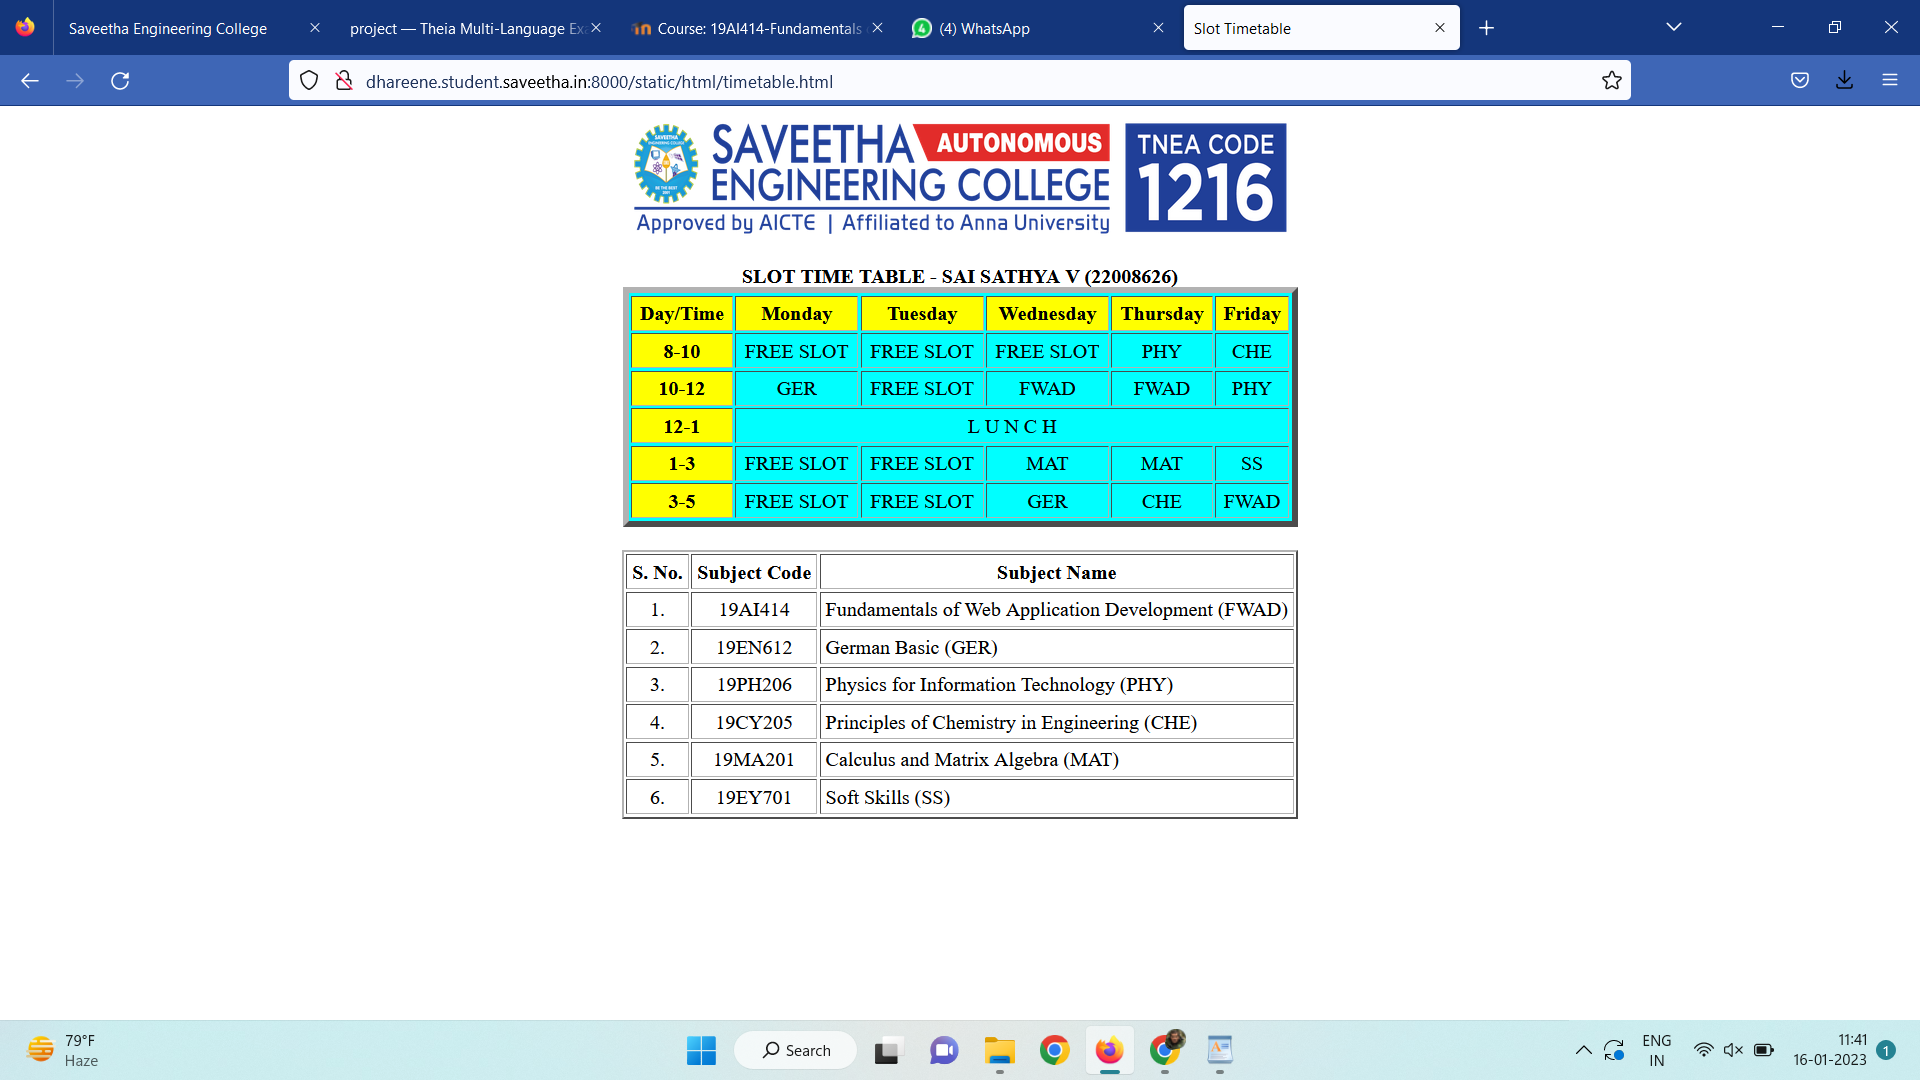 Saveetha Engineering College
project — Theia Multi-Language Ex
Course: 19AI414-Fundamentals
(4) WhatsApp
Slot Timetable
dhareene.student.saveetha.in:8000/static/html/timetable.html
SAVEETHA AUTONOMOUS
ENGINEERING COLLEGE
Approved by AICTE | Affiliated to Anna University
TNEA CODE
1216
SLOT TIME TABLE - SAI SATHYA V (22008626)
Day/Time Monday Tuesday Wednesday Thursday Friday
8-10 FREE SLOT FREE SLOT FREE SLOT PHY CHE
10-12 GER FREE SLOT FWAD FWAD PHY
12-1 L U N C H
1-3 FREE SLOT FREE SLOT MAT MAT SS
3-5 FREE SLOT FREE SLOT GER CHE FWAD
S. No. Subject Code Subject Name
1. 19AI414 Fundamentals of Web Application Development (FWAD)
2. 19EN612 German Basic (GER)
3. 19PH206 Physics for Information Technology (PHY)
4. 19CY205 Principles of Chemistry in Engineering (CHE)
5. 19MA201 Calculus and Matrix Algebra (MAT)
6. 19EY701 Soft Skills (SS)
79°F
Haze
Search
ENG
IN
11:41
16-01-2023
1